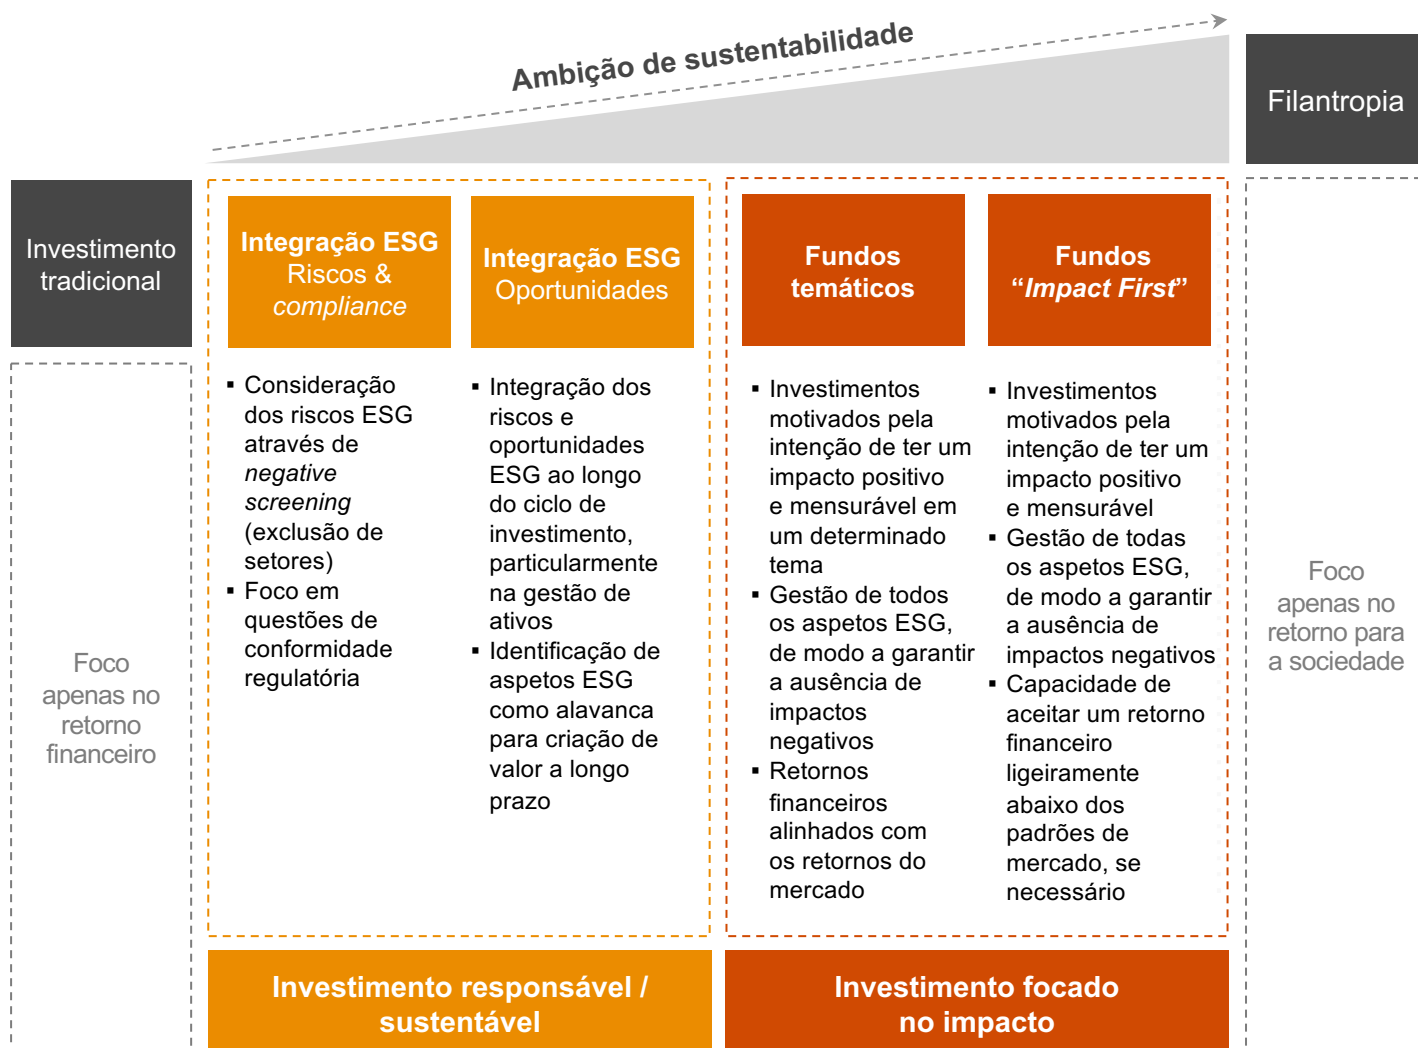 Ambição de sustentabilidade
Filantropia
Investimento
tradicional
Integração ESG
Riscos &
compliance
Integração ESG
Oportunidades
Fundos
temáticos
Fundos
“Impact First”
Foco
apenas no
retorno
financeiro
▪ Consideração
dos riscos ESG
através de
negative
screening
(exclusão de
setores)
▪ Foco em
questões de
conformidade
regulatória
▪ Integração dos
riscos e
oportunidades
ESG ao longo
do ciclo de
investimento,
particularmente
na gestão de
ativos
▪ Identificação de
aspetos ESG
como alavanca
para criação de
valor a longo
prazo
▪ Investimentos
motivados pela
intenção de ter um
impacto positivo
e mensurável em
um determinado
tema
▪ Gestão de todos
os aspetos ESG,
de modo a garantir
a ausência de
impactos
negativos
▪ Retornos
financeiros
alinhados com
os retornos do
mercado
▪ Investimentos
motivados pela
intenção de ter um
impacto positivo
e mensurável
▪ Gestão de todas
os aspetos ESG,
de modo a garantir
a ausência de
impactos negativos
▪ Capacidade de
aceitar um retorno
financeiro
ligeiramente
abaixo dos
padrões de
mercado, se
necessário
Foco
apenas no
retorno para
a sociedade
Investimento responsável /
sustentável
Investimento focado
no impacto